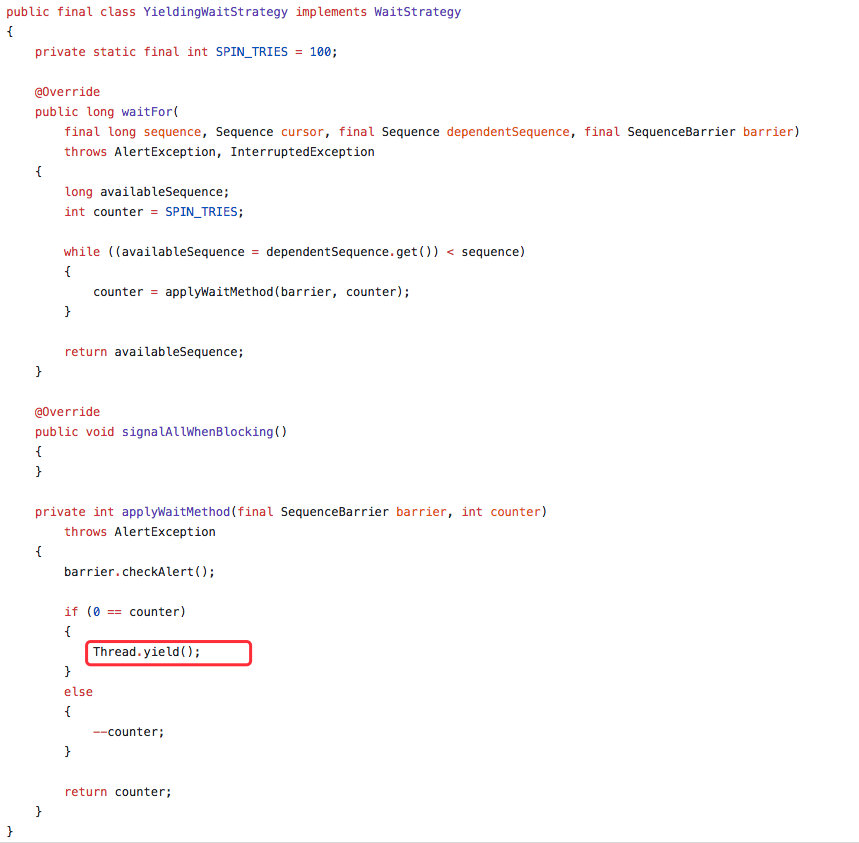 public final class YieldingWaitStrategy implements WaitStrategy
{
    private static final int SPIN_TRIES = 100;

    @Override
    public long waitFor(
        final long sequence, Sequence cursor, final Sequence dependentSequence, final SequenceBarrier barrier)
        throws AlertException, InterruptedException
    {
        long availableSequence;
        int counter = SPIN_TRIES;

        while ((availableSequence = dependentSequence.get()) < sequence)
        {
            counter = applyWaitMethod(barrier, counter);
        }

        return availableSequence;
    }

    @Override
    public void signalAllWhenBlocking()
    {
    }

    private int applyWaitMethod(final SequenceBarrier barrier, int counter)
        throws AlertException
    {
        barrier.checkAlert();

        if (0 == counter)
        {
            Thread.yield();
        }
        else
        {
            --counter;
        }

        return counter;
    }
}